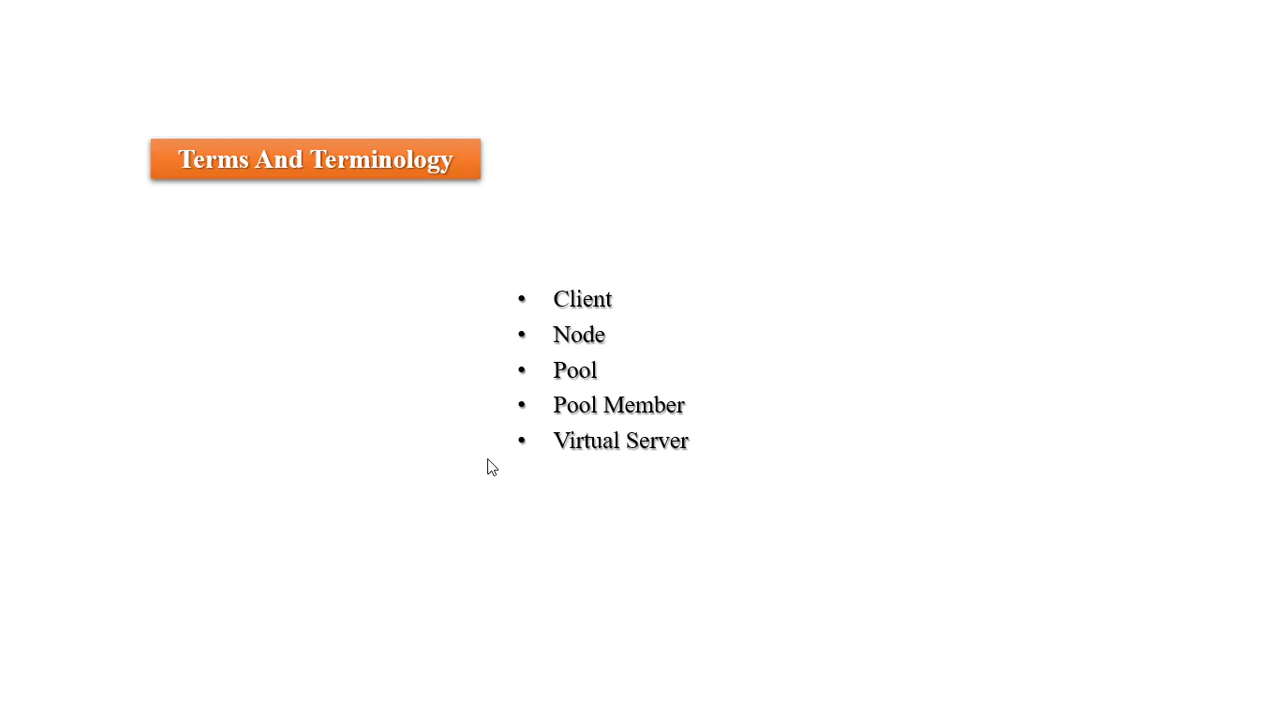 Terms And Terminology
• Client
• Node
• Pool
• Pool Member
• Virtual Server